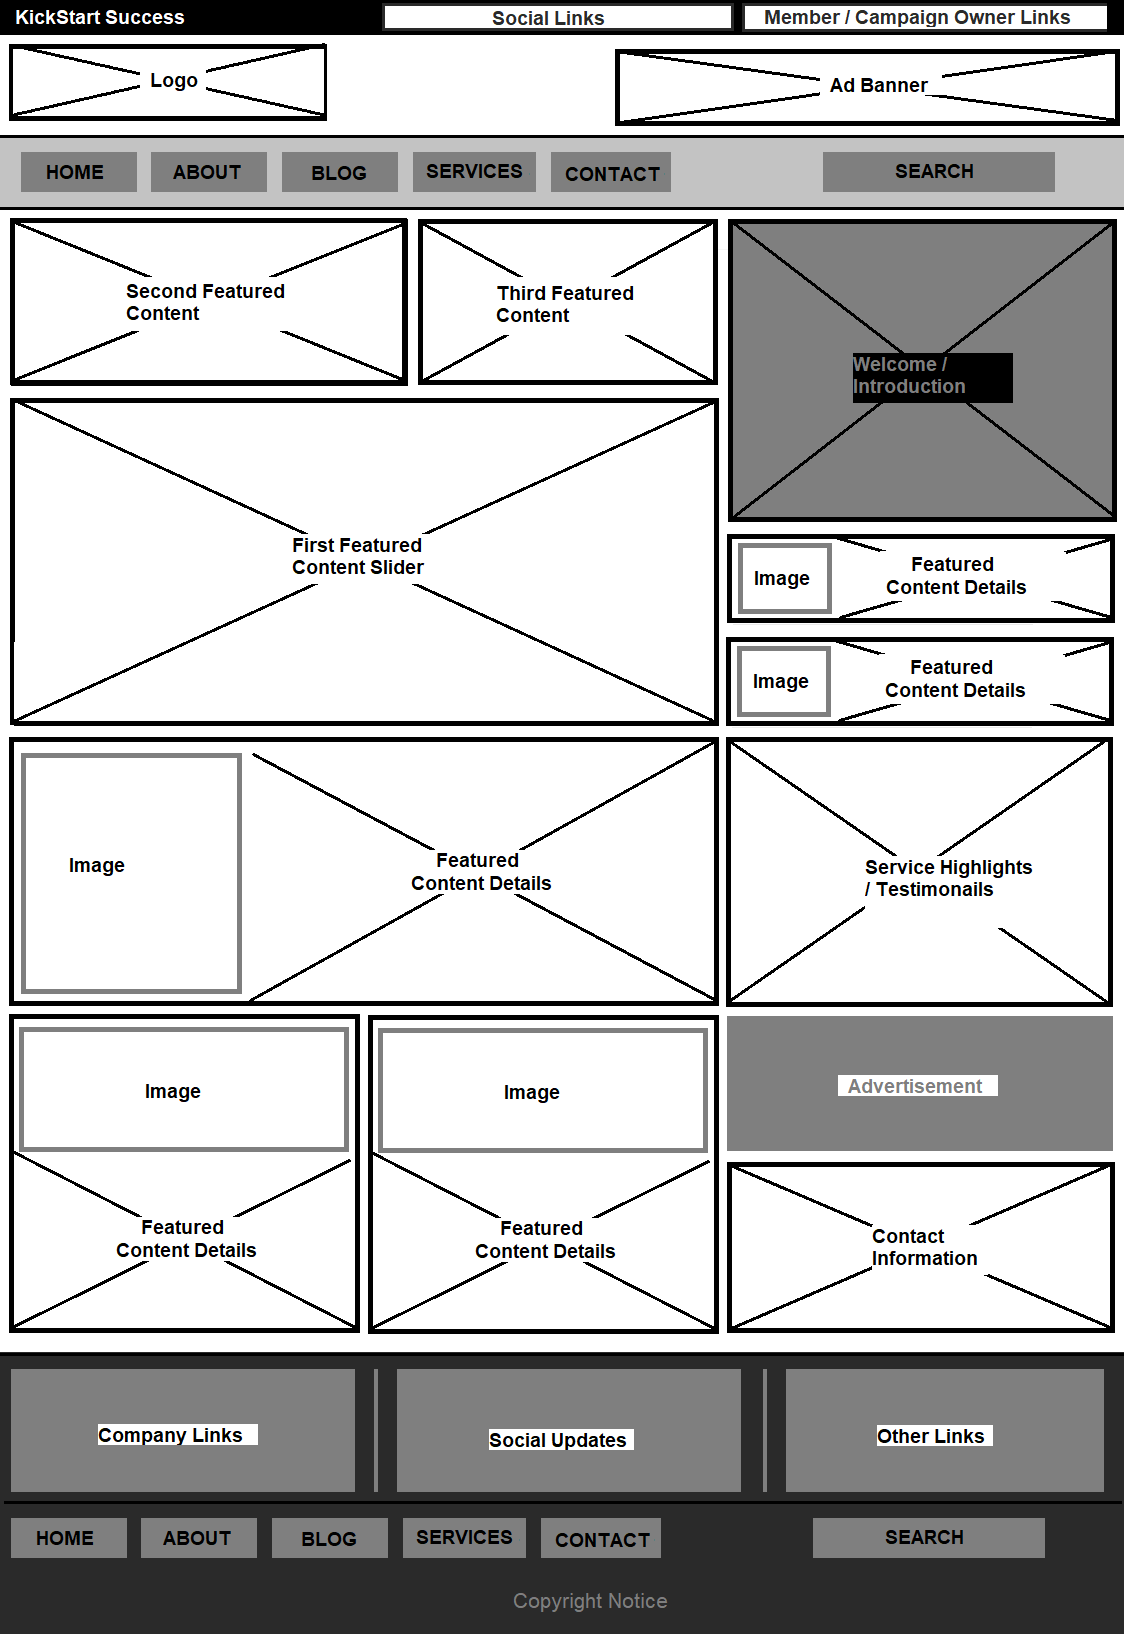 KickStart Success
Social Links
Member / Campaign Owner Links
Logo
Ad Banner
HOME
ABOUT
BLOG
SERVICES
CONTACT
SEARCH
Second Featured
Content
Third Featured
Content
Welcome /
Introduction
First Featured
Content Slider
Image
Featured
Content Details
Image
Featured
Content Details
Image
Featured
Content Details
Service Highlights
/ Testimonails
Image
Featured
Content Details
Image
Featured
Content Details
Advertisement
Contact
Information
Company Links
Social Updates
Other Links
HOME
ABOUT
BLOG
SERVICES
CONTACT
SEARCH
Copyright Notice